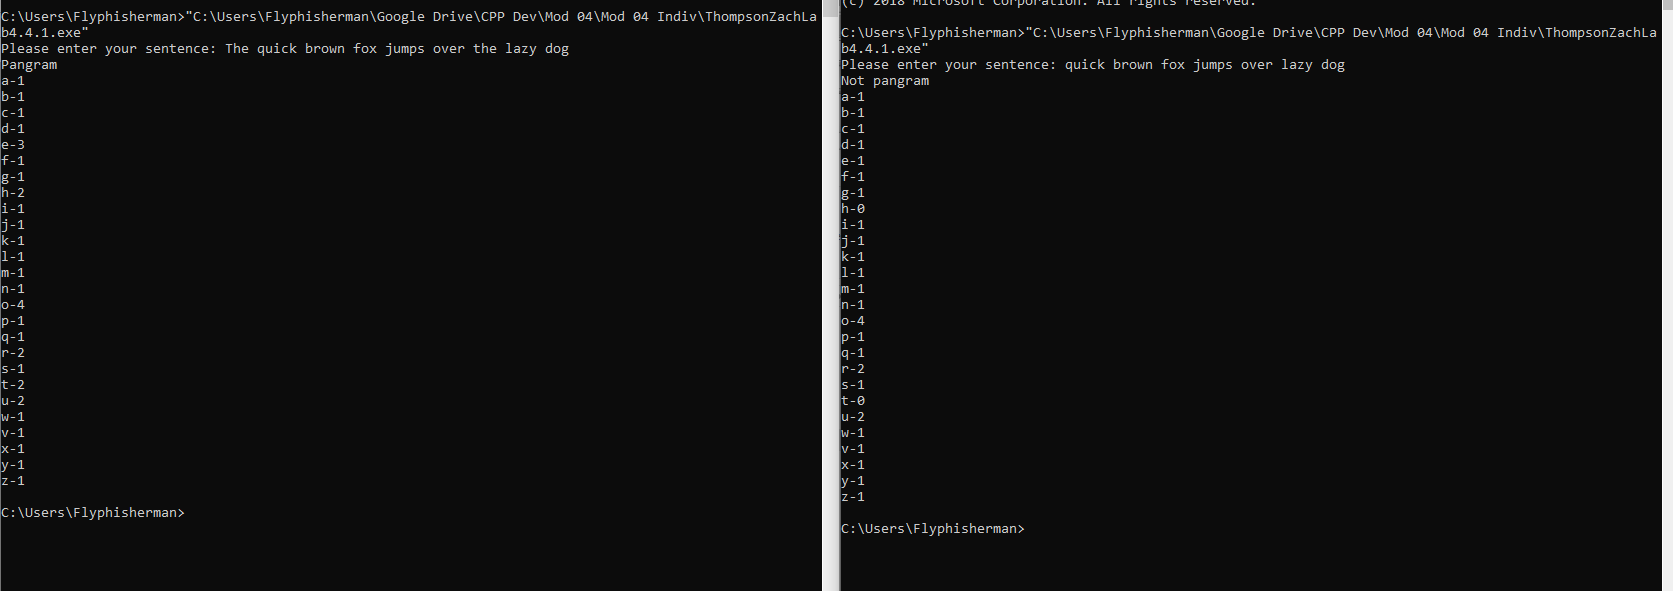 C:\Users\Flyphisherman>"C:\Users\Flyphisherman\Google Drive\CPP Dev\Mod 04\Mod 04 Indiv\ThompsonZachLa
b4.4.1.exe"
Please enter your sentence: The quick brown fox jumps over the lazy dog
Pangram
a-1
b-1
c-1
d-1
e-3
f-1
g-1
h-2
i-1
j-1
k-1
l-1
m-1
n-1
o-4
p-1
q-1
r-2
s-1
t-2
u-2
w-1
v-1
x-1
y-1
z-1
C:\Users\Flyphisherman>
(c) 2018 Microsoft Corporation. All rights reserved.
C:\Users\Flyphisherman>"C:\Users\Flyphisherman\Google Drive\CPP Dev\Mod 04\Mod 04 Indiv\ThompsonZachLa
b4.4.1.exe"
Please enter your sentence: quick brown fox jumps over lazy dog
Not pangram
a-1
b-1
c-1
d-1
e-1
f-1
g-1
h-0
i-1
j-1
k-1
l-1
m-1
n-1
o-4
p-1
q-1
r-2
s-1
t-0
u-2
w-1
v-1
x-1
y-1
z-1
C:\Users\Flyphisherman>